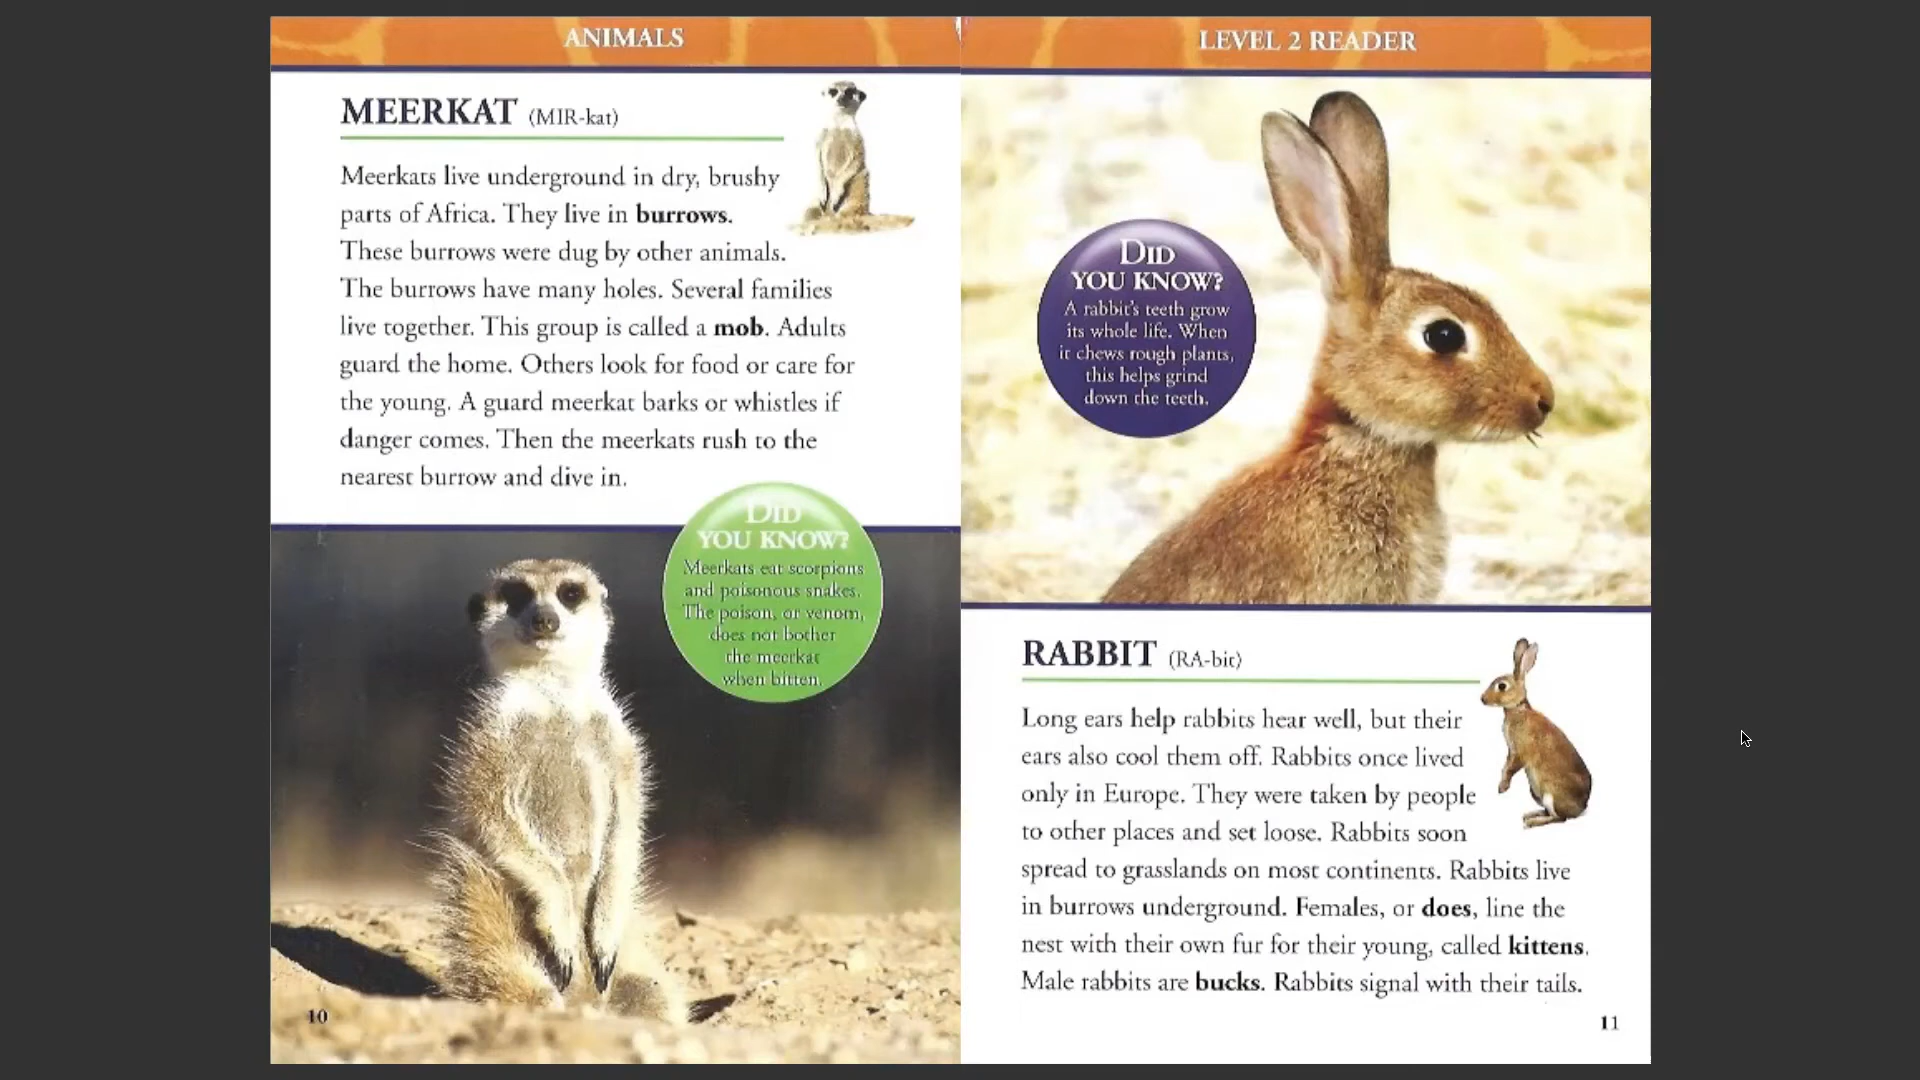 ANIMALS
MEERKAT (MIR-kat)
Meerkats live underground in dry, brushy
parts of Africa. They live in burrows.
These burrows were dug by other animals.
The burrows have many holes. Several families
live together. This group is called a mob. Adults
guard the home. Others look for food or care for
the young. A guard meerkat barks or whistles if
danger comes. Then the meerkats rush to the
nearest burrow and dive in.
DID
YOU KNOW?
Meerkats eat scorpions
and poisonous snakes.
The poison, or venom,
does not bother
the meerkat
when bitten.
10
LEVEL 2 READER
DID
YOU KNOW?
A rabbit's teeth grow
its whole life. When
it chews rough plants,
this helps grind
down the teeth.
RABBIT (RA-bit)
Long ears help rabbits hear well, but their
ears also cool them off. Rabbits once lived
only in Europe. They were taken by people
to other places and set loose. Rabbits soon
spread to grasslands on most continents. Rabbits live
in burrows underground. Females, or does, line the
nest with their own fur for their young, called kittens.
Male rabbits are bucks. Rabbits signal with their tails.
11